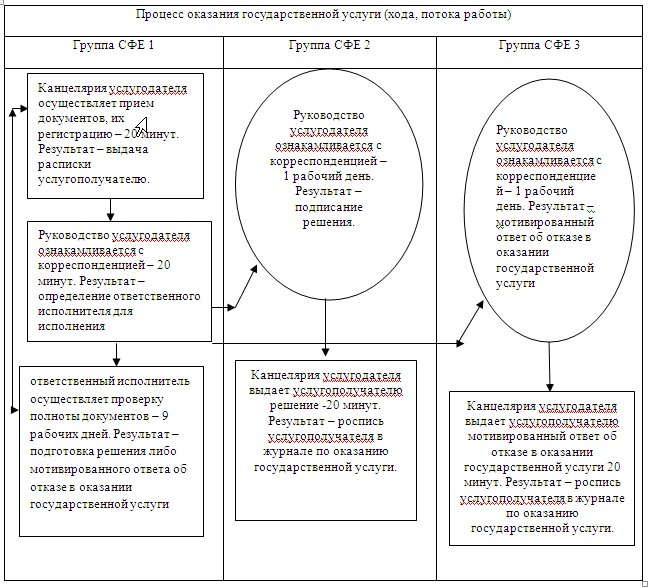 Процесс оказания государственной услуги (хода, потока работы)
Группа СФЕ 1
Группа СФЕ 2
Группа СФЕ 3
Канцелярия услугодателя
осуществляет прием
документов, их
регистрацию – 20 минут.
Результат – выдача
расписки
услугополучателю.
Руководство услугодателя
ознакамливается с
корреспонденцией – 20
минут. Результат –
определение ответственного
исполнителя для
исполнения
ответственный исполнитель
осуществляет проверку
полноты документов – 9
рабочих дней. Результат –
подготовка решения либо
мотивированного ответа об
отказе в оказании
государственной услуги
Руководство
услугодателя
ознакамливается с
корреспонденцией –
1 рабочий день.
Результат –
подписание
решения.
Канцелярия услугодателя
выдает услугополучателю
решение -20 минут.
Результат – роспись
услугополучателя в
журнале по оказанию
государственной услуги.
Руководство
услугодателя
ознакамливается с
корреспонденцие
й – 1 рабочий
день. Результат –
мотивированный
ответ об отказе в
оказании
государственной
услуги
Канцелярия услугодателя
выдает услугополучателю
мотивированный ответ об
отказе в оказании
государственной услуги 20
минут. Результат – роспись
услугополучателя в журнале
по оказанию
государственной услуги.